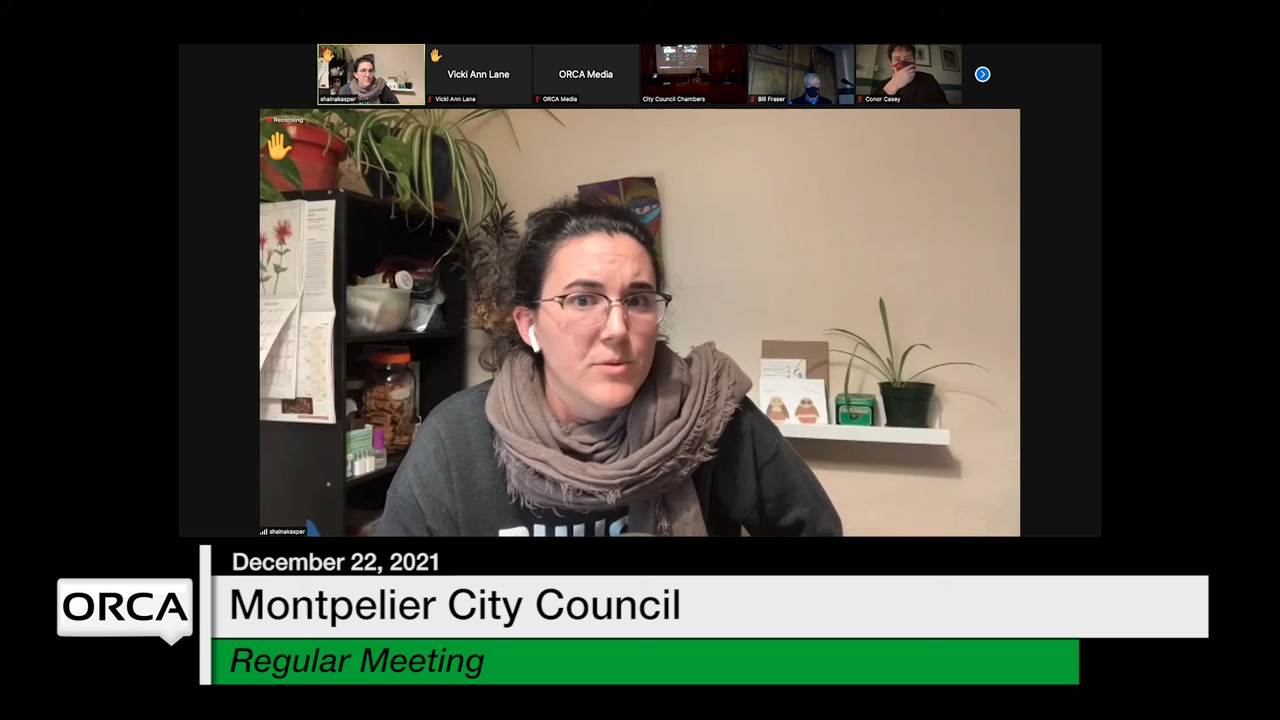 Vicki Ann Lane
ORCA Media
shainakasper
Vicki Ann Lane
ORCA Media
City Council Chambers
Bill Fraser
Conor Casey
Recording
shainakasper
December 22, 2021
ORCA
Montpelier City Council
Regular Meeting